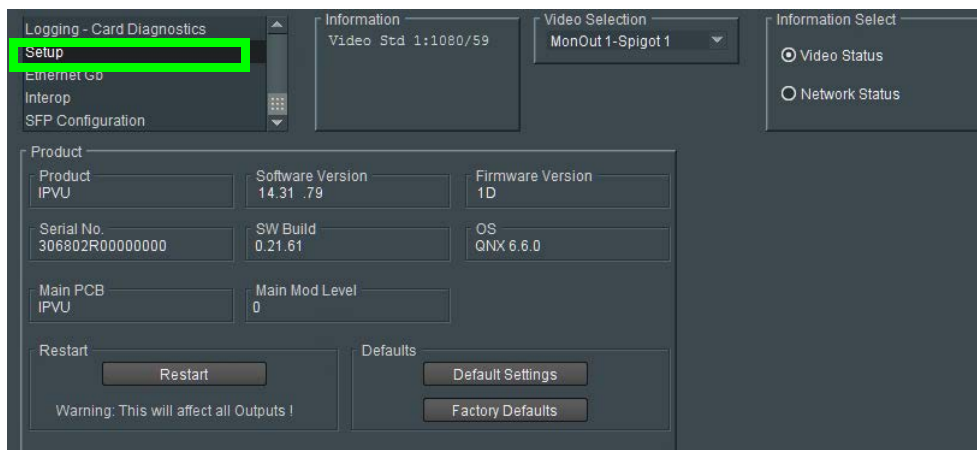 Logging - Card Diagnostics
Setup
Ethernet Gb
Interop
SFP Configuration
Information
Video Std 1:1080/59
Video Selection
MonOut 1-Spigot 1
Information Select
Video Status
Network Status
Product
Product
IPVU
Software Version
14.31 .79
Firmware Version
1D
Serial No.
306802R00000000
SW Build
0.21.61
OS
QNX 6.6.0
Main PCB
IPVU
Main Mod Level
0
Restart
Restart
Warning: This will affect all Outputs !
Defaults
Default Settings
Factory Defaults